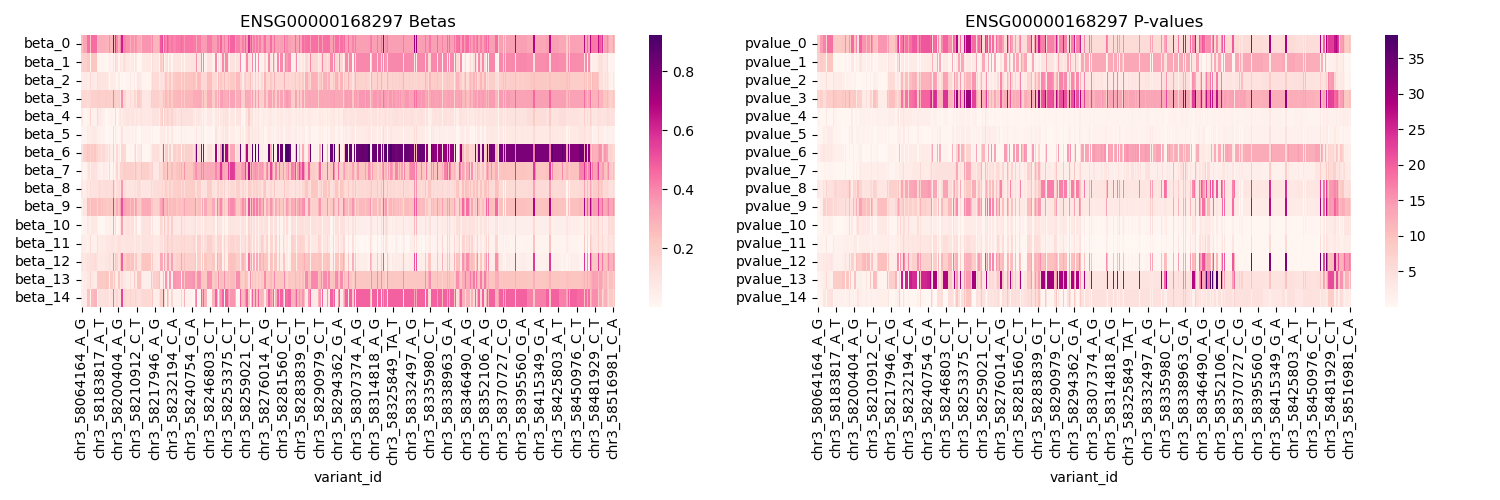 ENSG00000168297 Betas
beta_0
beta_1
beta_2
beta_3
beta_4
beta_5
beta_6
beta_7
beta_8
beta_9
beta_10
beta_11
beta_12
beta_13
beta_14
0.8
0.6
0.4
0.2
chr3_58064164_A_G
chr3_58183817_A_T
chr3_58200404_A_G
chr3_58210912_C_T
chr3_58217946_A_G
chr3_58232194_C_A
chr3_58240754_G_A
chr3_58246803_C_T
chr3_58253375_C_T
chr3_58259021_C_T
chr3_58276014_A_G
chr3_58281560_C_T
chr3_58283839_G_T
chr3_58290979_C_T
chr3_58294362_G_A
chr3_58307374_A_G
chr3_58314818_A_G
chr3_58325849_TA_T
chr3_58332497_A_G
chr3_58335980_C_T
chr3_58338963_G_A
chr3_58346490_A_G
chr3_58352106_A_G
chr3_58370727_C_G
chr3_58395560_G_A
chr3_58415349_G_A
chr3_58425803_A_T
chr3_58450976_C_T
chr3_58481929_C_T
chr3_58516981_C_A
variant_id
ENSG00000168297 P-values
pvalue_0
pvalue_1
pvalue_2
pvalue_3
pvalue_4
pvalue_5
pvalue_6
pvalue_7
pvalue_8
pvalue_9
pvalue_10
pvalue_11
pvalue_12
pvalue_13
pvalue_14
35
30
25
20
15
10
5
chr3_58064164_A_G
chr3_58183817_A_T
chr3_58200404_A_G
chr3_58210912_C_T
chr3_58217946_A_G
chr3_58232194_C_A
chr3_58240754_G_A
chr3_58246803_C_T
chr3_58253375_C_T
chr3_58259021_C_T
chr3_58276014_A_G
chr3_58281560_C_T
chr3_58283839_G_T
chr3_58290979_C_T
chr3_58294362_G_A
chr3_58307374_A_G
chr3_58314818_A_G
chr3_58325849_TA_T
chr3_58332497_A_G
chr3_58335980_C_T
chr3_58338963_G_A
chr3_58346490_A_G
chr3_58352106_A_G
chr3_58370727_C_G
chr3_58395560_G_A
chr3_58415349_G_A
chr3_58425803_A_T
chr3_58450976_C_T
chr3_58481929_C_T
chr3_58516981_C_A
variant_id